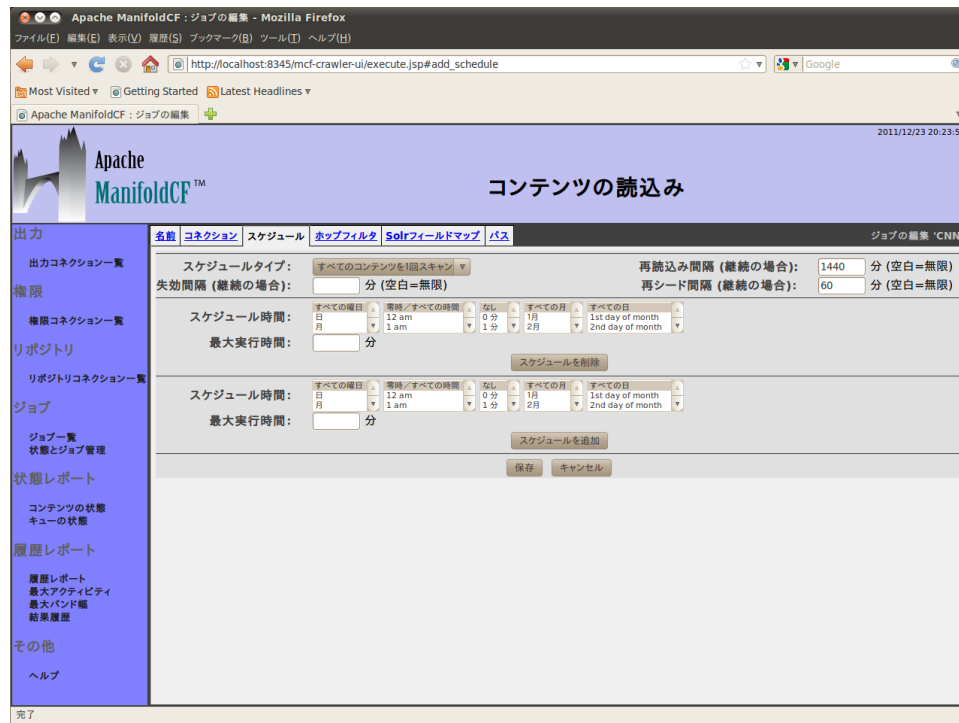 Apache ManifoldCF : ジョブの編集 - Mozilla Firefox
ファイル(F) 編集(E) 表示(V) 履歴(S) ブックマーク(B) ツール(T) ヘルプ(H)
http://localhost:8345/mcf-crawler-ui/execute.jsp#add_schedule Google
Most Visited Getting Started Latest Headlines
Apache ManifoldCF : ジョブの編集
2011/12/23 20:23:5
Apache
ManifoldCF™
コンテンツの読込み
出力
出力コネクション一覧
権限
権限コネクション一覧
リポジトリ
リポジトリコネクション一覧
ジョブ
ジョブ一覧
状態とジョブ管理
状態レポート
コンテンツの状態
キューの状態
履歴レポート
履歴レポート
最大アクティビティ
最大バンド幅
結果履歴
その他
ヘルプ
名前 コネクション スケジュール ホップフィルタ Solrフィールドマップ パス ジョブの編集 'CNN
スケジュールタイプ: すべてのコンテンツを1回スキャン 再読込み間隔 (継続の場合): 1440 分 (空白=無限)
失効間隔 (継続の場合): 分 (空白=無限) 再シード間隔 (継続の場合): 60 分 (空白=無限)
スケジュール時間: すべての曜日 零時/すべての時間 なし すべての月 すべての日
日 12 am 0 分 1月 1st day of month
月 1 am 1 分 2月 2nd day of month
最大実行時間: 分
スケジュールを削除
スケジュール時間: すべての曜日 零時/すべての時間 なし すべての月 すべての日
日 12 am 0 分 1月 1st day of month
月 1 am 1 分 2月 2nd day of month
最大実行時間: 分
スケジュールを追加
保存 キャンセル
完了